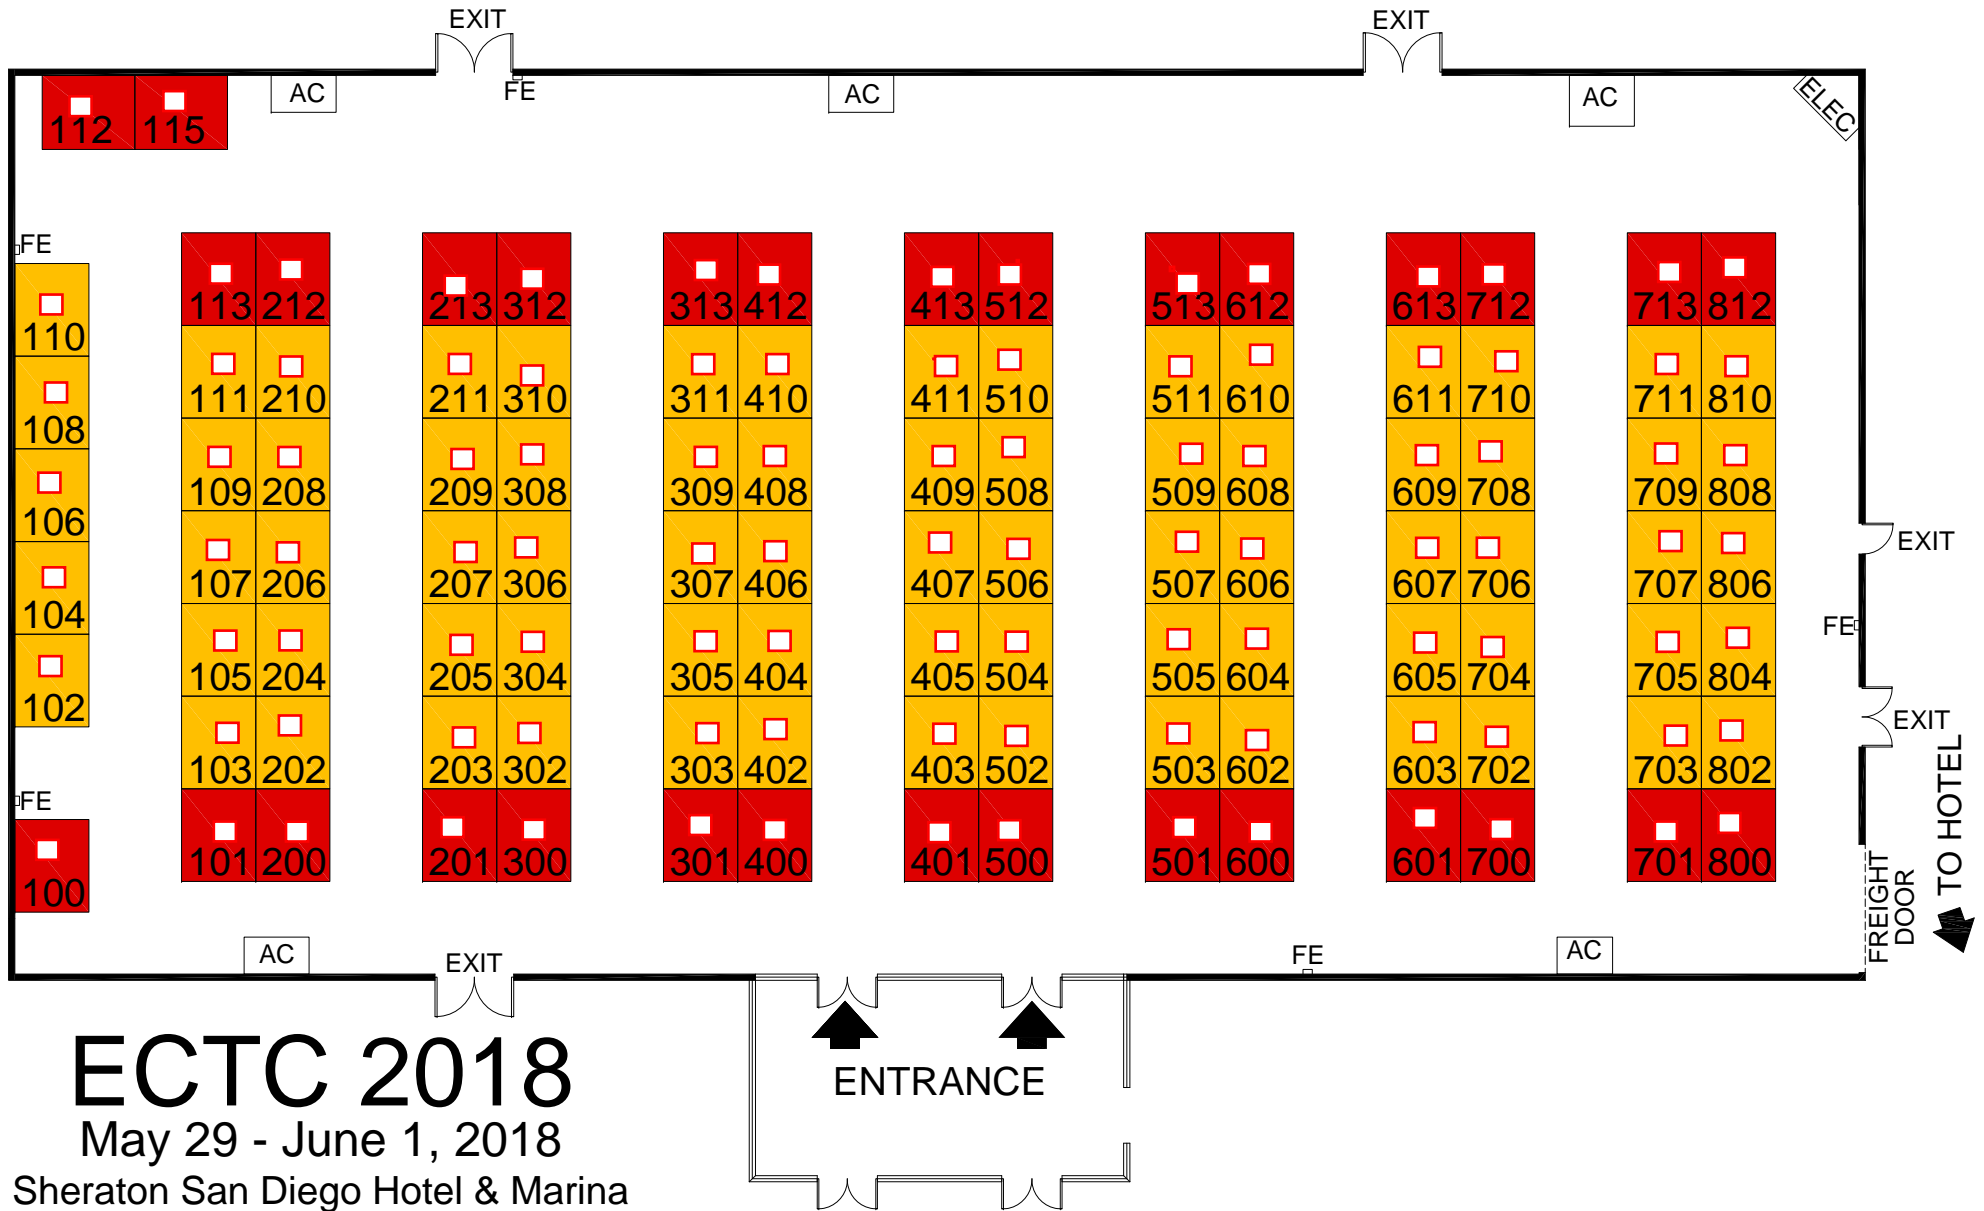 EXIT
EXIT
AC
FE
AC
AC
ELEC
112 115
FE
113 212 213 312 313 412 413 512 513 612 613 712 713 812
110
111 210 211 310 311 410 411 510 511 610 611 710 711 810
108
109 208 209 308 309 408 409 508 509 608 609 708 709 808
106
EXIT
107 206 207 306 307 406 407 506 507 606 607 706 707 806
104
FE
105 204 205 304 305 404 405 504 505 604 605 704 705 804
102
EXIT
103 202 203 302 303 402 403 502 503 602 603 702 703 802
FE
101 200 201 300 301 400 401 500 501 600 601 700 701 800
100
TO HOTEL
FREIGHT
DOOR
AC
EXIT
FE
AC
ENTRANCE
ECTC 2018
May 29 - June 1, 2018
Sheraton San Diego Hotel & Marina